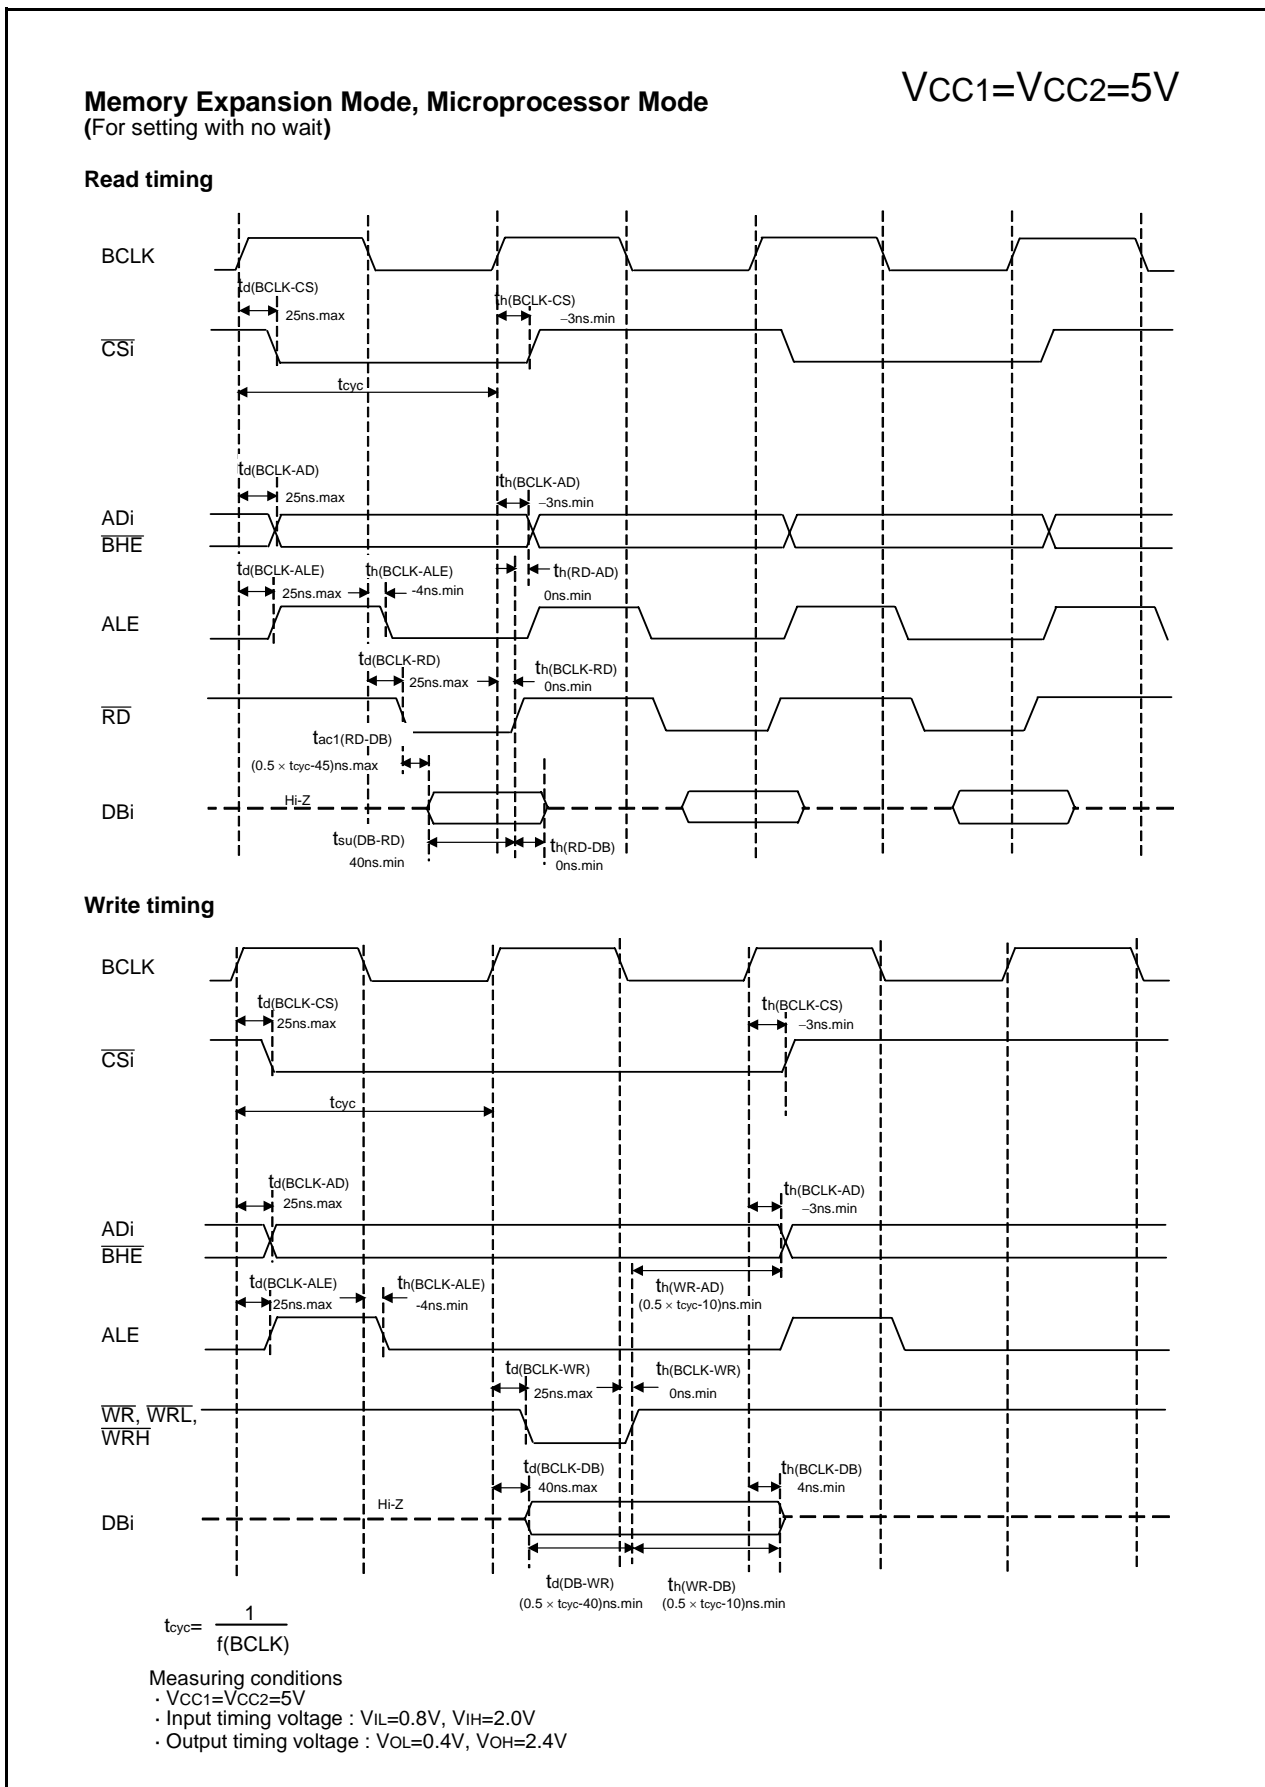 VCC1=VCC2=5V
Memory Expansion Mode, Microprocessor Mode
(For setting with no wait)
Read timing
BCLK
td(BCLK-CS)
25ns.max
th(BCLK-CS)
−3ns.min
CSi
tcyc
td(BCLK-AD)
25ns.max
th(BCLK-AD)
−3ns.min
ADi
BHE
td(BCLK-ALE)
25ns.max
th(BCLK-ALE)
-4ns.min
th(RD-AD)
0ns.min
ALE
td(BCLK-RD)
25ns.max
th(BCLK-RD)
0ns.min
RD
tac1(RD-DB)
(0.5 × tcyc-45)ns.max
Hi-Z
DBi
tsu(DB-RD)
40ns.min
th(RD-DB)
0ns.min
Write timing
BCLK
td(BCLK-CS)
25ns.max
th(BCLK-CS)
−3ns.min
CSi
tcyc
td(BCLK-AD)
25ns.max
th(BCLK-AD)
−3ns.min
ADi
BHE
td(BCLK-ALE)
25ns.max
th(BCLK-ALE)
-4ns.min
th(WR-AD)
(0.5 × tcyc-10)ns.min
ALE
td(BCLK-WR)
25ns.max
th(BCLK-WR)
0ns.min
WR, WRL,
WRH
td(BCLK-DB)
40ns.max
th(BCLK-DB)
4ns.min
Hi-Z
DBi
td(DB-WR)
(0.5 × tcyc-40)ns.min
th(WR-DB)
(0.5 × tcyc-10)ns.min
tcyc= 1
f(BCLK)
Measuring conditions
· VCC1=VCC2=5V
· Input timing voltage : VIL=0.8V, VIH=2.0V
· Output timing voltage : VOL=0.4V, VOH=2.4V